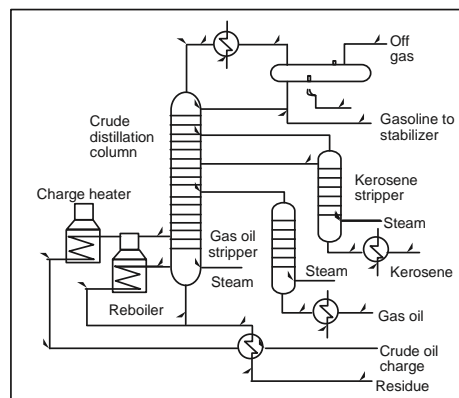 Off
gas
Crude
distillation
column
Gasoline to
stabilizer
Charge heater
Kerosene
stripper
Steam
Gas oil
stripper
Steam
Steam
Kerosene
Reboiler
Gas oil
Crude oil
charge
Residue